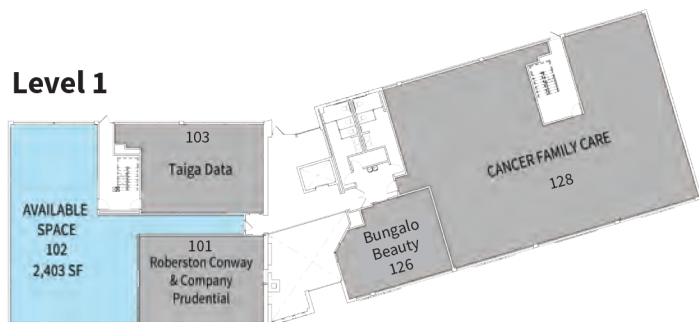 Level 1
103
Taiga Data
AVAILABLE
SPACE
102
2,403 SF
101
Roberston Conway
& Company
Prudential
Bungalo
Beauty
126
CANCER FAMILY CARE
128